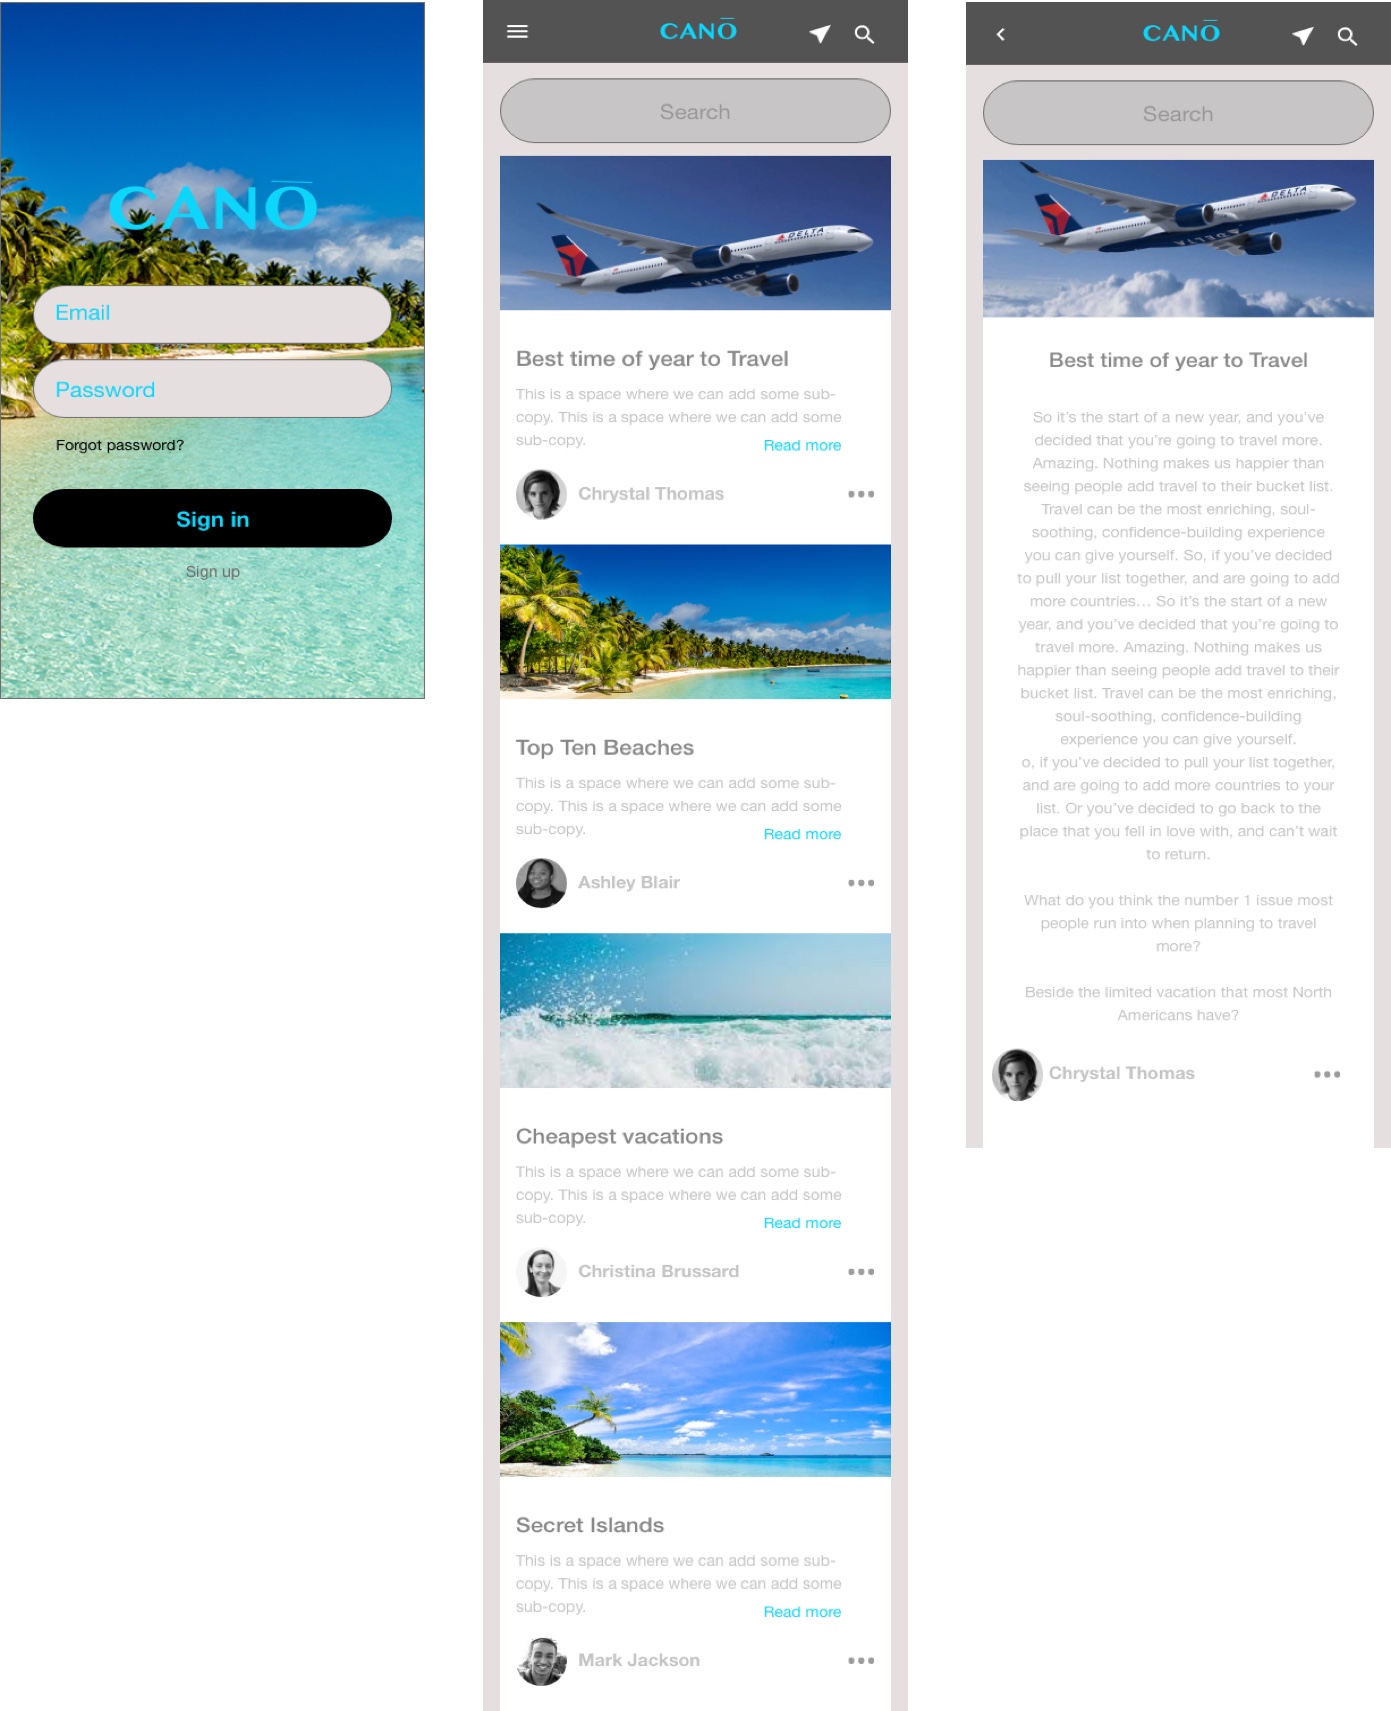 CANŌ
Email
Password
Forgot password?
Sign in
Sign up
CANŌ
Search
DELTA
DELTA
Best time of year to Travel
This is a space where we can add some sub-
copy. This is a space where we can add some
sub-copy.
Read more
Chrystal Thomas
Top Ten Beaches
This is a space where we can add some sub-
copy. This is a space where we can add some
sub-copy.
Read more
Ashley Blair
Cheapest vacations
This is a space where we can add some sub-
copy. This is a space where we can add some
sub-copy.
Read more
Christina Brussard
Secret Islands
This is a space where we can add some sub-
copy. This is a space where we can add some
sub-copy.
Read more
Mark Jackson
CANŌ
Search
DELTA
DELTA
Best time of year to Travel
So it’s the start of a new year, and you’ve
decided that you’re going to travel more.
Amazing. Nothing makes us happier than
seeing people add travel to their bucket list.
Travel can be the most enriching, soul-
soothing, confidence-building experience
you can give yourself. So, if you’ve decided
to pull your list together, and are going to add
more countries… So it’s the start of a new
year, and you’ve decided that you’re going to
travel more. Amazing. Nothing makes us
happier than seeing people add travel to their
bucket list. Travel can be the most enriching,
soul-soothing, confidence-building
experience you can give yourself.
o, if you’ve decided to pull your list together,
and are going to add more countries to your
list. Or you’ve decided to go back to the
place that you fell in love with, and can’t wait
to return.
What do you think the number 1 issue most
people run into when planning to travel
more?
Beside the limited vacation that most North
Americans have?
Chrystal Thomas